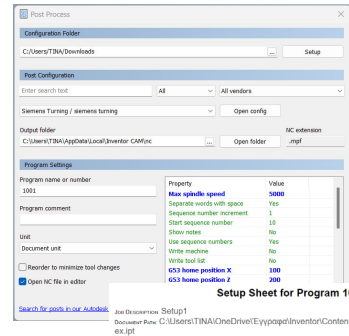 Post Process
Configuration Folder
C:/Users/TINA/Downloads
...
Setup
Post Configuration
Enter search text
All
All vendors
Siemens Turning / siemens turning
Open config
Output folder
NC extension
C:\Users\TINA\AppData\Local\Inventor CAM\nc
...
Open folder
.mpf
Program Settings
Program name or number
1001
Program comment
Unit
Document unit
Reorder to minimize tool changes
Open NC file in editor
Search for posts in our Autodesk
Property Value
Max spindle speed 5000
Separate words with space Yes
Sequence number increment 1
Start sequence number 10
Show notes No
Use sequence numbers Yes
Write machine No
Write tool list No
G53 home position X 100
G53 home position Z 200
Setup Sheet for Program 10
Job Description: Setup1
Document Path: C:\Users\TINA\OneDrive\Έγγραφα\Inventor\Conten
ex.ipt